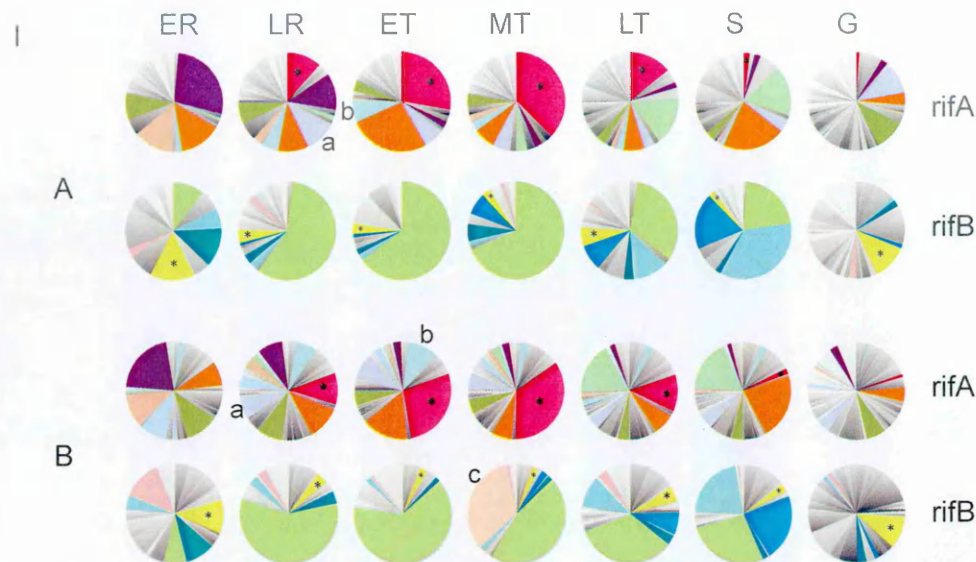 I
ER LR ET MT LT S G
b
a
rifA
A
* * * * * * *
rifB
b
a
rifA
B
c
* * * * * * *
rifB